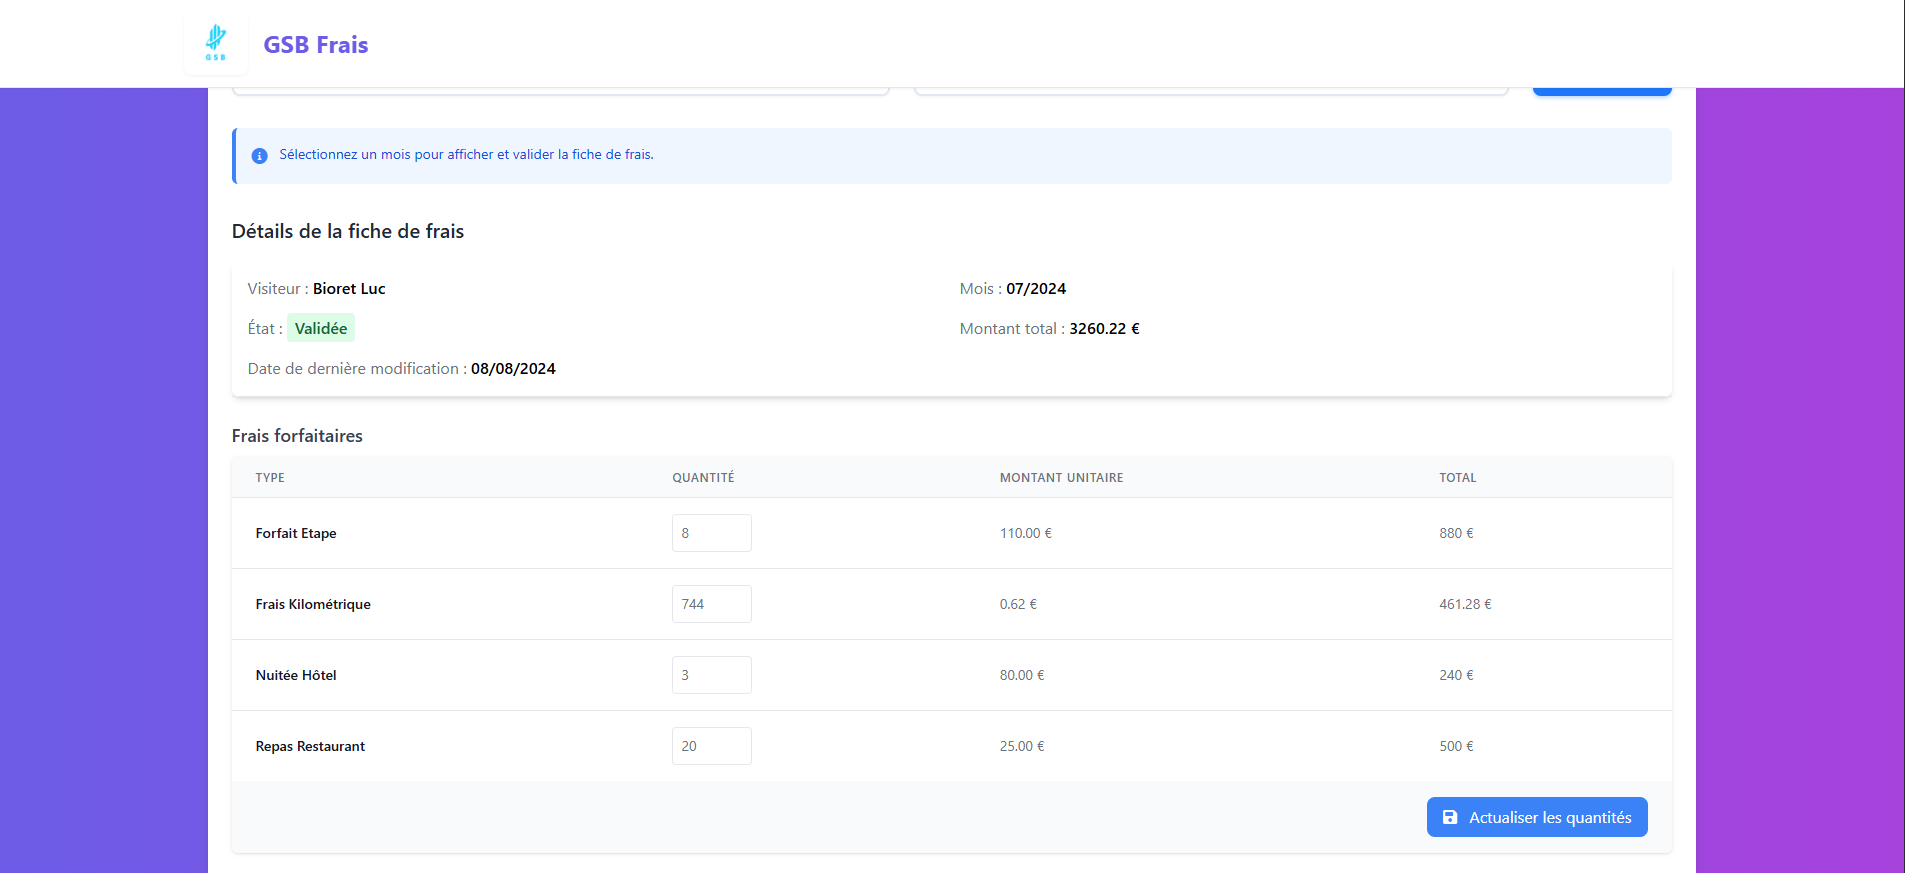 GSB
GSB Frais
Sélectionnez un mois pour afficher et valider la fiche de frais.
Détails de la fiche de frais
Visiteur : Bioret Luc
Mois : 07/2024
État : Validée
Montant total : 3260.22 €
Date de dernière modification : 08/08/2024
Frais forfaitaires
TYPE QUANTITÉ MONTANT UNITAIRE TOTAL
Forfait Etape 8 110.00 € 880 €
Frais Kilométrique 744 0.62 € 461.28 €
Nuitée Hôtel 3 80.00 € 240 €
Repas Restaurant 20 25.00 € 500 €
Actualiser les quantités